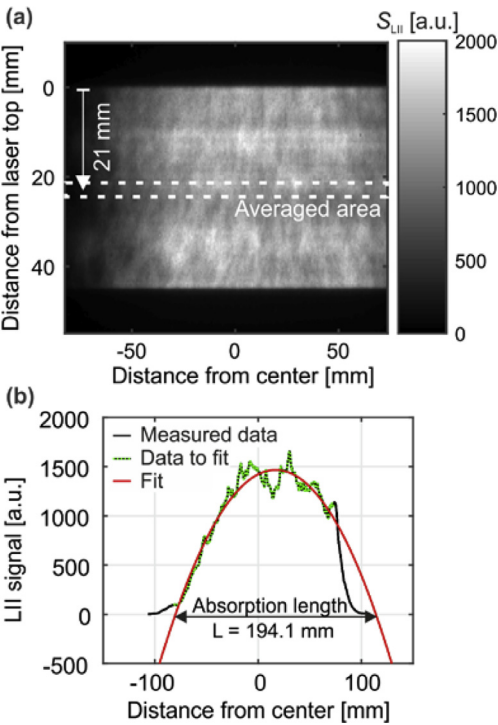 (a)
S_LII [a.u.]
Distance from laser top [mm]
0
20
40
21 mm
Averaged area
-50
0
50
Distance from center [mm]
2000
1500
1000
500
0
(b)
LII signal [a.u.]
2000
1500
1000
500
0
-500
Measured data
Data to fit
Fit
Absorption length
L = 194.1 mm
-100
0
100
Distance from center [mm]